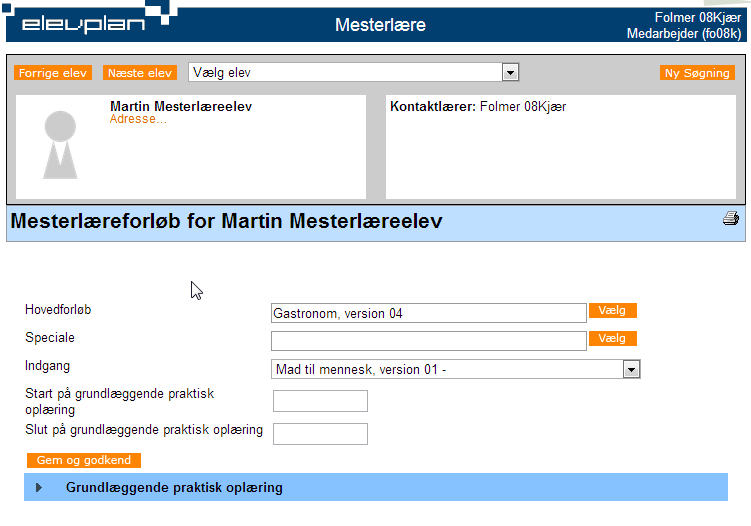 elevplan
Mesterlære
Folmer 08Kjær
Medarbejder (fo08k)
Forrige elev
Næste elev
Vælg elev
Ny Søgning
Martin Mesterlæreelev
Adresse...
Kontaktlærer: Folmer 08Kjær
Mesterlæreforløb for Martin Mesterlæreelev
Hovedforløb
Gastronom, version 04
Vælg
Speciale
Vælg
Indgang
Mad til mennesk, version 01 -
Start på grundlæggende praktisk
oplæring
Slut på grundlæggende praktisk oplæring
Gem og godkend
Grundlæggende praktisk oplæring